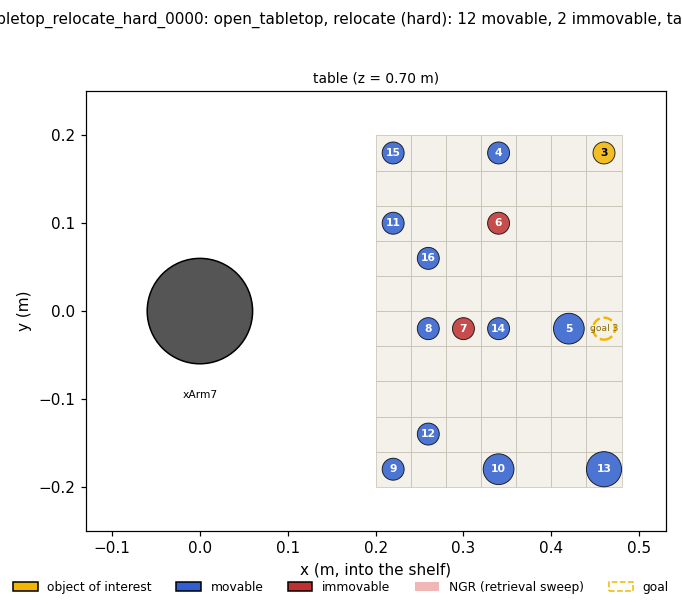 bletop_relocate_hard_0000: open_tabletop, relocate (hard): 12 movable, 2 immovable, ta
table (z = 0.70 m)
0.2
0.1
0.0
−0.1
−0.2
y (m)
15
4
3
11
6
16
8
7
14
5
goal 3
12
9
10
13
xArm7
−0.1
0.0
0.1
0.2
0.3
0.4
0.5
x (m, into the shelf)
object of interest
movable
immovable
NGR (retrieval sweep)
goal